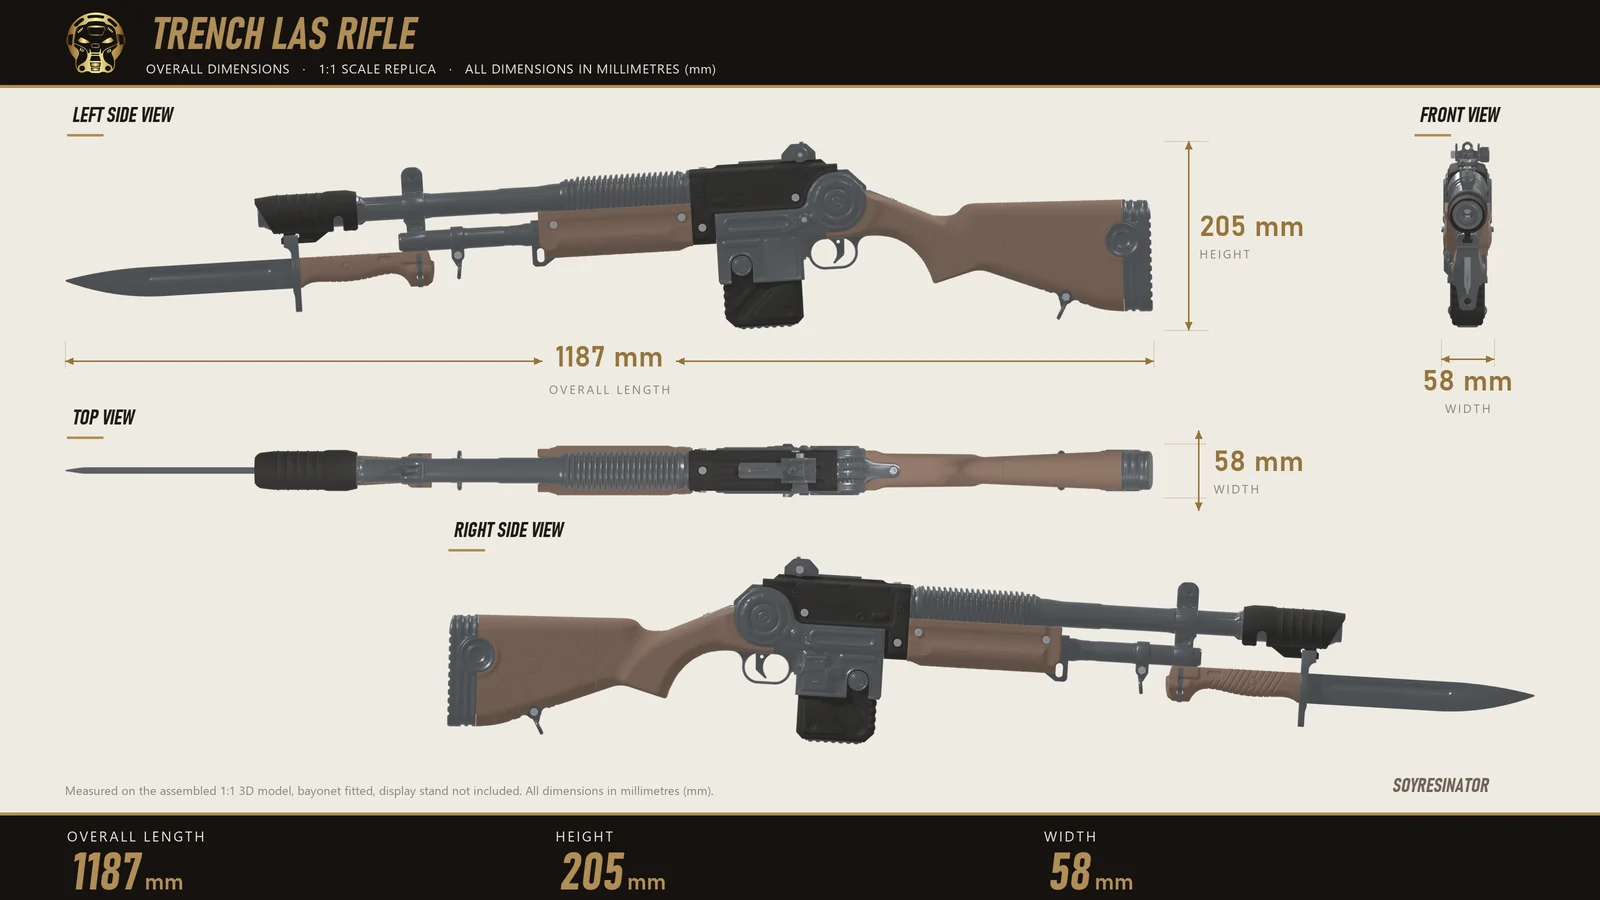 TRENCH LAS RIFLE
OVERALL DIMENSIONS · 1:1 SCALE REPLICA · ALL DIMENSIONS IN MILLIMETRES (mm)
LEFT SIDE VIEW
FRONT VIEW
205 mm
HEIGHT
1187 mm
OVERALL LENGTH
58 mm
WIDTH
TOP VIEW
58 mm
WIDTH
RIGHT SIDE VIEW
Measured on the assembled 1:1 3D model, bayonet fitted, display stand not included. All dimensions in millimetres (mm).
SOYRESINATOR
OVERALL LENGTH
1187 mm
HEIGHT
205 mm
WIDTH
58 mm